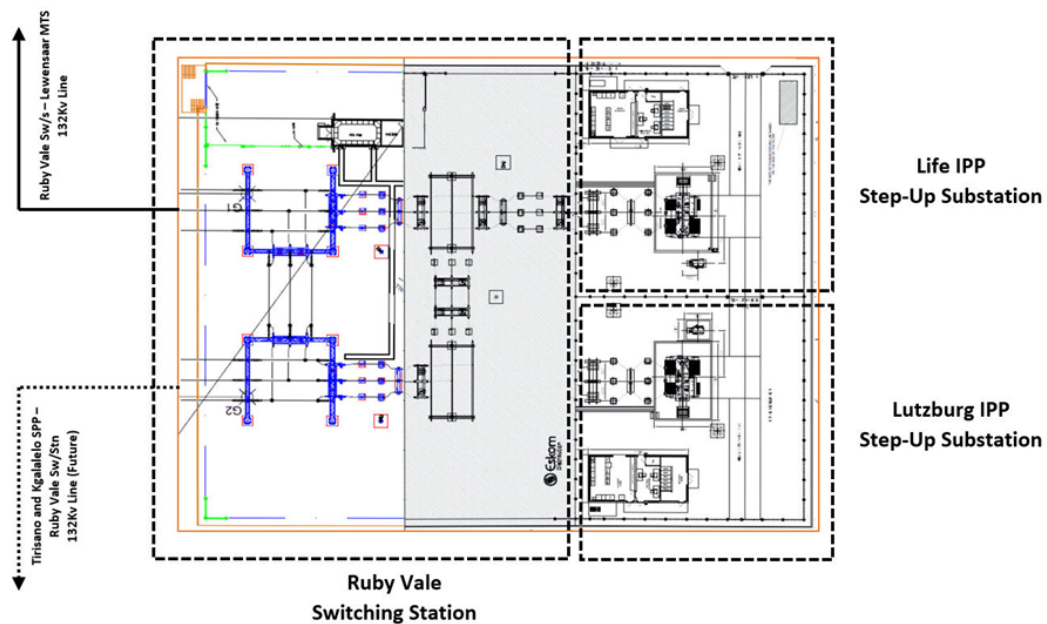 Ruby Vale Sw/s – Lewensaar MTS
132Kv Line
Tirisano and Kgalalelo SPP –
Ruby Vale Sw/Stn
132Kv Line (Future)
G1
G2
Eskom
Life IPP
Step-Up Substation
Lutzburg IPP
Step-Up Substation
Ruby Vale
Switching Station